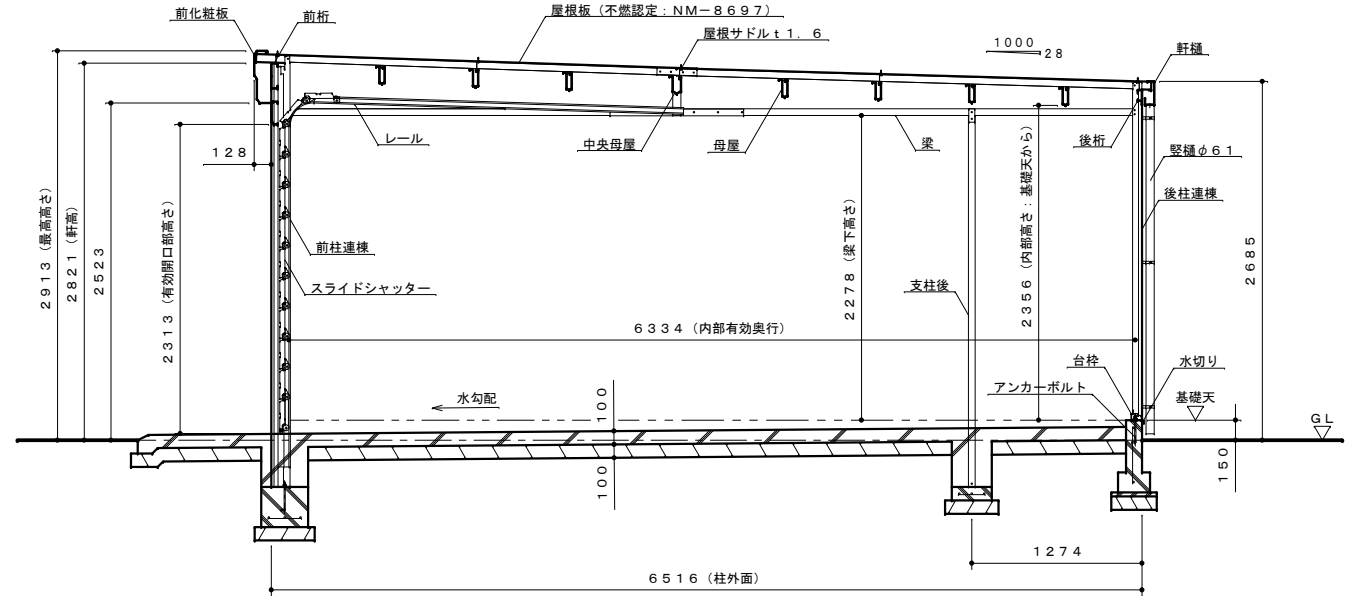 屋根板（不燃認定：NM－8697）
前化粧板
前桁
屋根サドルｔ１．６
1000
28
軒樋
レール
中央母屋
母屋
梁
後桁
竪樋φ61
128
後柱連棟
前柱連棟
スライドシャッター
支柱後
2913（最高高さ）
2821（軒高）
2523
2313（有効開口部高さ）
2278（梁下高さ）
2356（内部高さ：基礎天から）
2685
6334（内部有効奥行）
台枠
水切り
アンカーボルト
基礎天
水勾配
GL
100
100
150
1274
6516（柱外面）